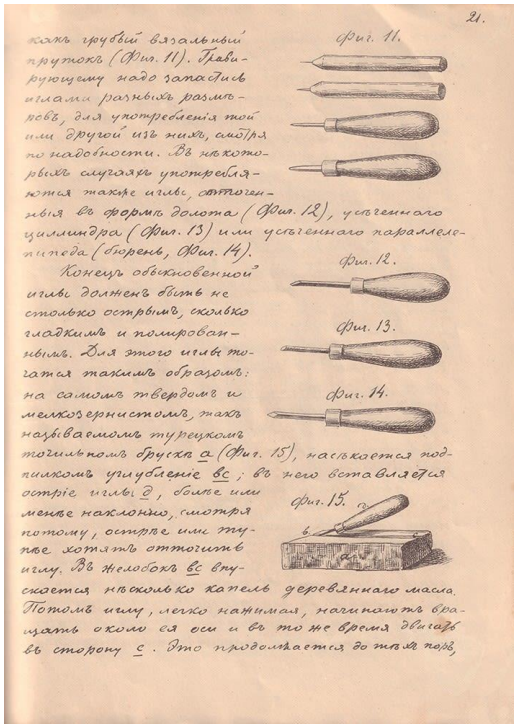 21.
какъ грубый вязальный
Фиг. 11.
прутокъ (Фиг. 11). Грави-
рующему надо запастись
иглами разныхъ размѣ-
ровъ, для употребленія той
или другой изъ нихъ, смотря
по надобности. Въ нѣкото-
рыхъ случаяхъ употребля-
ются также иглы, отточен-
ныя въ формѣ долота (Фиг. 12), усѣченнаго
цилиндра (Фиг. 13) или усѣченнаго параллеле-
пипеда (бюрень, Фиг. 14).
Конецъ обыкновенной
Фиг. 12.
иглы долженъ быть не
столько острымъ, сколько
гладкимъ и полирован-
Фиг. 13.
нымъ. Для этого иглы то-
чатся такимъ образомъ:
на самомъ твердомъ и
Фиг. 14.
мелкозернистомъ, такъ
называемомъ турецкомъ
точильномъ брускѣ а (Фиг. 15), насѣкается под-
пилкомъ углубленіе вс; въ него вставляется
остріе иглы д, болѣе или
Фиг. 15.
менѣе наклонно, смотря
потому, острѣе или ту-
в
а
пѣе хотятъ отточить
иглу. Въ желобокъ вс впу-
скается нѣсколько капель деревяннаго масла.
Потомъ иглу, легко нажимая, начинаютъ вра-
щать около ея оси и въ то же время двигать
въ сторону с. Это продолжается до тѣхъ поръ,